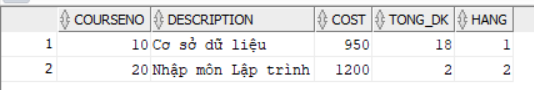 COURSENO DESCRIPTION COST TONG_DK HANG
1 10 Cơ sở dữ liệu 950 18 1
2 20 Nhập môn Lập trình 1200 2 2